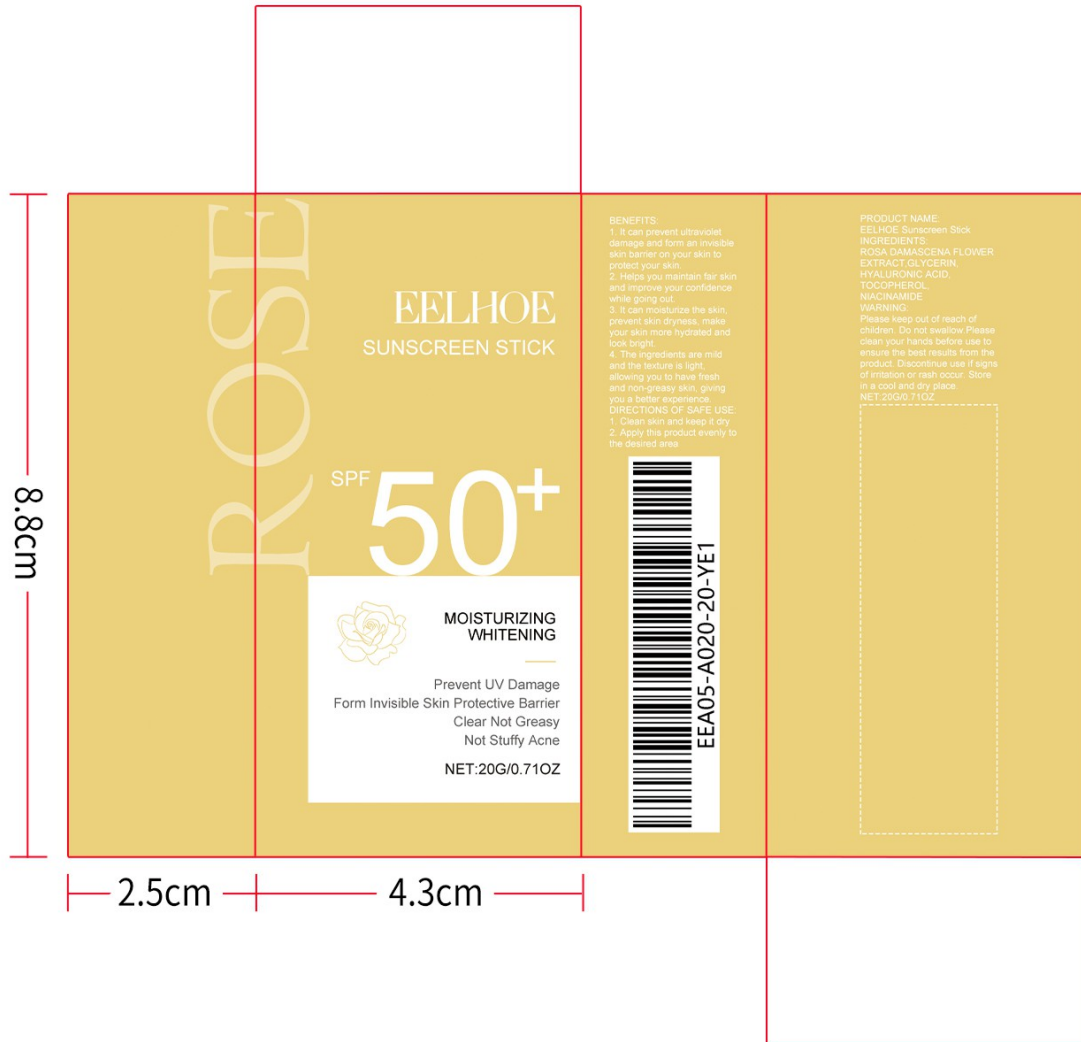 ROSE
EELHOE
SUNSCREEN STICK
SPF 50+
MOISTURIZING
WHITENING
Prevent UV Damage
Form Invisible Skin Protective Barrier
Clear Not Greasy
Not Stuffy Acne
NET:20G/0.71OZ
BENEFITS:
1. It can prevent ultraviolet
damage and form an invisible
skin barrier on your skin to
protect your skin.
2. Helps you maintain fair skin
and improve your confidence
while going out.
3. It can moisturize the skin,
prevent skin dryness, make
your skin more hydrated and
look bright.
4. The ingredients are mild
and the texture is light,
allowing you to have fresh
and non-greasy skin, giving
you a better experience.
DIRECTIONS OF SAFE USE:
1. Clean skin and keep it dry
2. Apply this product evenly to
the desired area
EEA05-A020-20-YE1
PRODUCT NAME:
EELHOE Sunscreen Stick
INGREDIENTS:
ROSA DAMASCENA FLOWER
EXTRACT,GLYCERIN,
HYALURONIC ACID,
TOCOPHEROL,
NIACINAMIDE
WARNING:
Please keep out of reach of
children. Do not swallow.Please
clean your hands before use to
ensure the best results from the
product. Discontinue use if signs
of irritation or rash occur. Store
in a cool and dry place.
NET:20G/0.71OZ
8.8cm
2.5cm
4.3cm